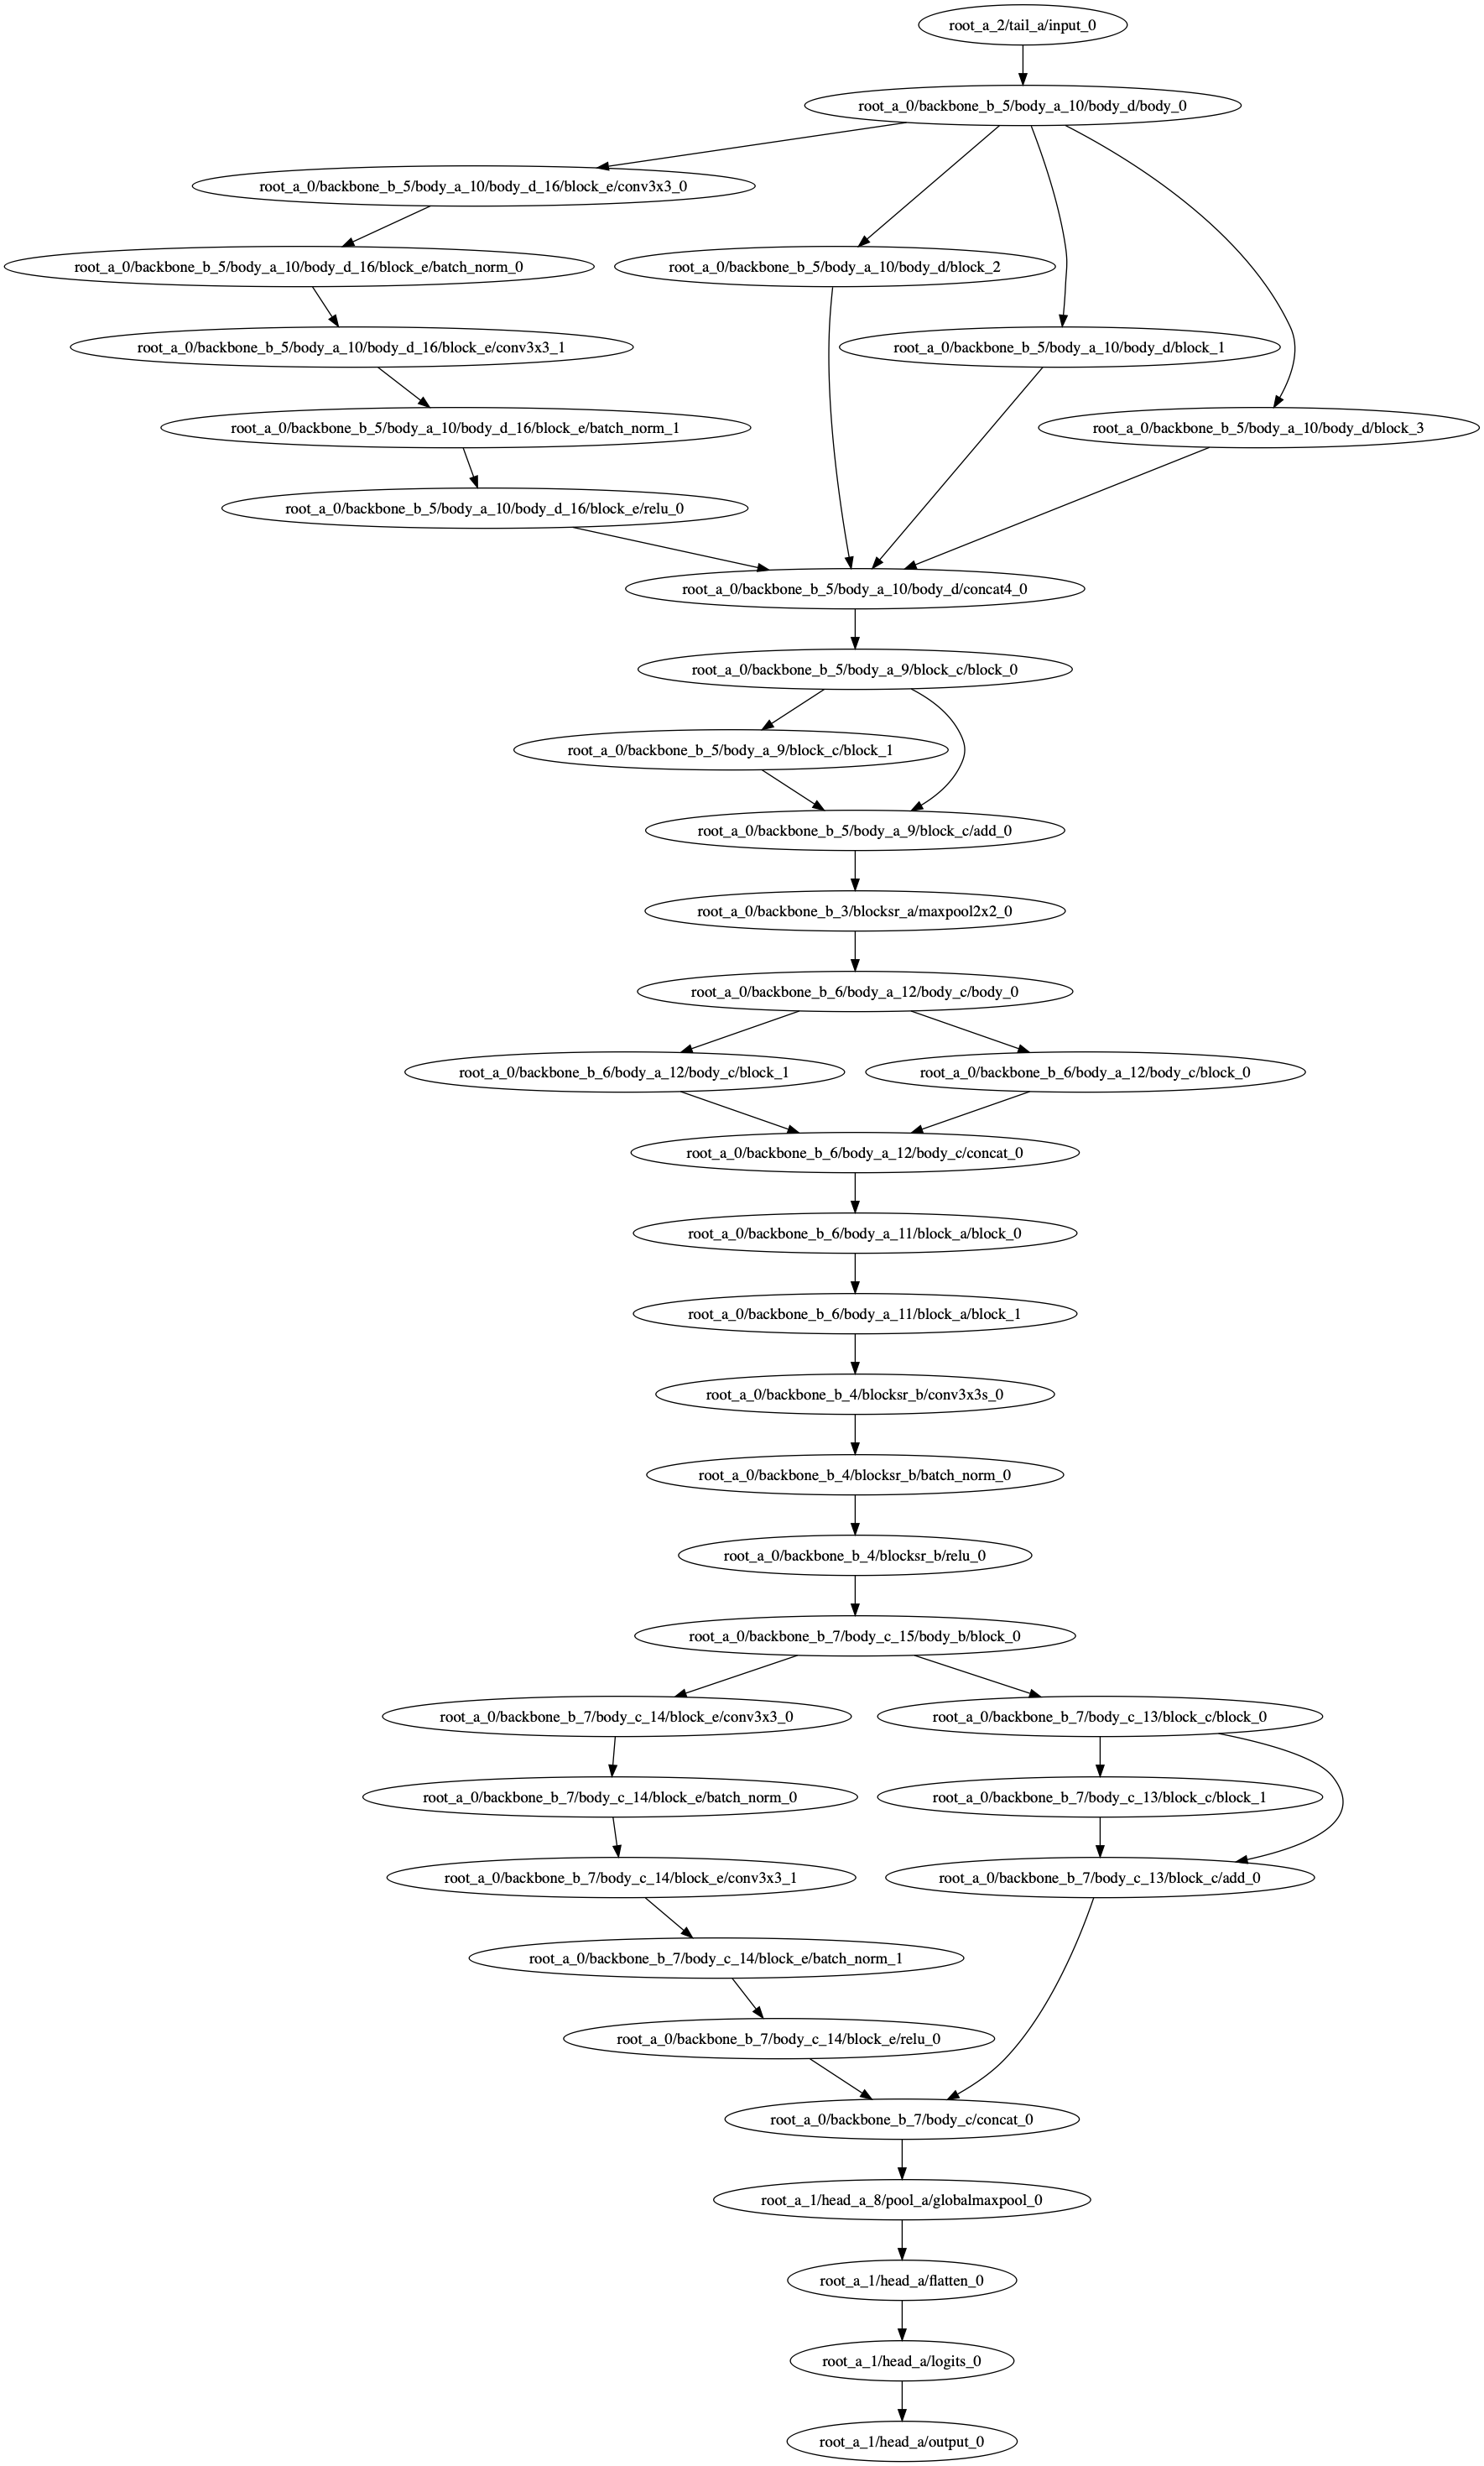 root_a_2/tail_a/input_0
root_a_0/backbone_b_5/body_a_10/body_d/body_0
root_a_0/backbone_b_5/body_a_10/body_d_16/block_e/conv3x3_0
root_a_0/backbone_b_5/body_a_10/body_d_16/block_e/batch_norm_0
root_a_0/backbone_b_5/body_a_10/body_d/block_2
root_a_0/backbone_b_5/body_a_10/body_d_16/block_e/conv3x3_1
root_a_0/backbone_b_5/body_a_10/body_d/block_1
root_a_0/backbone_b_5/body_a_10/body_d_16/block_e/batch_norm_1
root_a_0/backbone_b_5/body_a_10/body_d/block_3
root_a_0/backbone_b_5/body_a_10/body_d_16/block_e/relu_0
root_a_0/backbone_b_5/body_a_10/body_d/concat4_0
root_a_0/backbone_b_5/body_a_9/block_c/block_0
root_a_0/backbone_b_5/body_a_9/block_c/block_1
root_a_0/backbone_b_5/body_a_9/block_c/add_0
root_a_0/backbone_b_3/blocksr_a/maxpool2x2_0
root_a_0/backbone_b_6/body_a_12/body_c/body_0
root_a_0/backbone_b_6/body_a_12/body_c/block_1
root_a_0/backbone_b_6/body_a_12/body_c/block_0
root_a_0/backbone_b_6/body_a_12/body_c/concat_0
root_a_0/backbone_b_6/body_a_11/block_a/block_0
root_a_0/backbone_b_6/body_a_11/block_a/block_1
root_a_0/backbone_b_4/blocksr_b/conv3x3s_0
root_a_0/backbone_b_4/blocksr_b/batch_norm_0
root_a_0/backbone_b_4/blocksr_b/relu_0
root_a_0/backbone_b_7/body_c_15/body_b/block_0
root_a_0/backbone_b_7/body_c_14/block_e/conv3x3_0
root_a_0/backbone_b_7/body_c_13/block_c/block_0
root_a_0/backbone_b_7/body_c_14/block_e/batch_norm_0
root_a_0/backbone_b_7/body_c_13/block_c/block_1
root_a_0/backbone_b_7/body_c_14/block_e/conv3x3_1
root_a_0/backbone_b_7/body_c_13/block_c/add_0
root_a_0/backbone_b_7/body_c_14/block_e/batch_norm_1
root_a_0/backbone_b_7/body_c_14/block_e/relu_0
root_a_0/backbone_b_7/body_c/concat_0
root_a_1/head_a_8/pool_a/globalmaxpool_0
root_a_1/head_a/flatten_0
root_a_1/head_a/logits_0
root_a_1/head_a/output_0